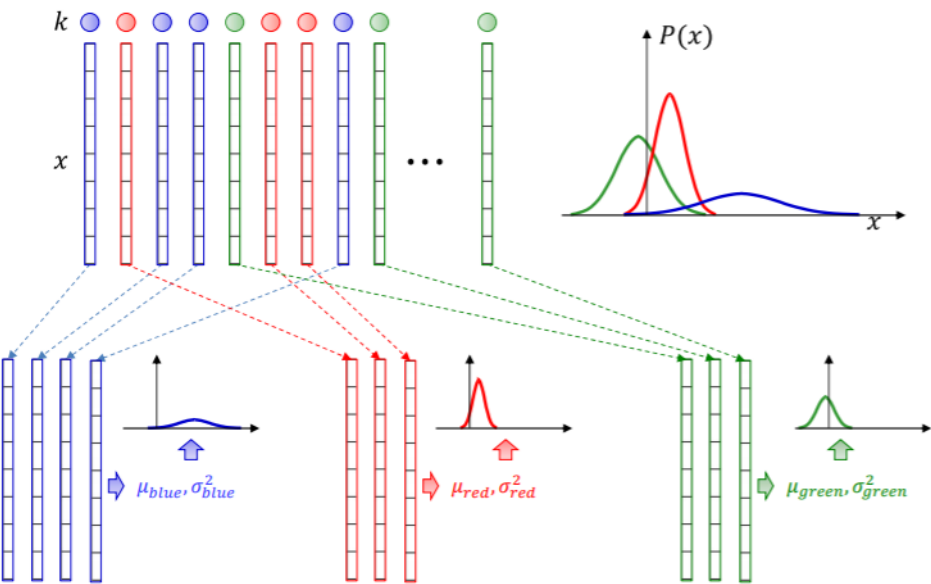 k
P(x)
x
...
x
μ_blue, σ²_blue
μ_red, σ²_red
μ_green, σ²_green